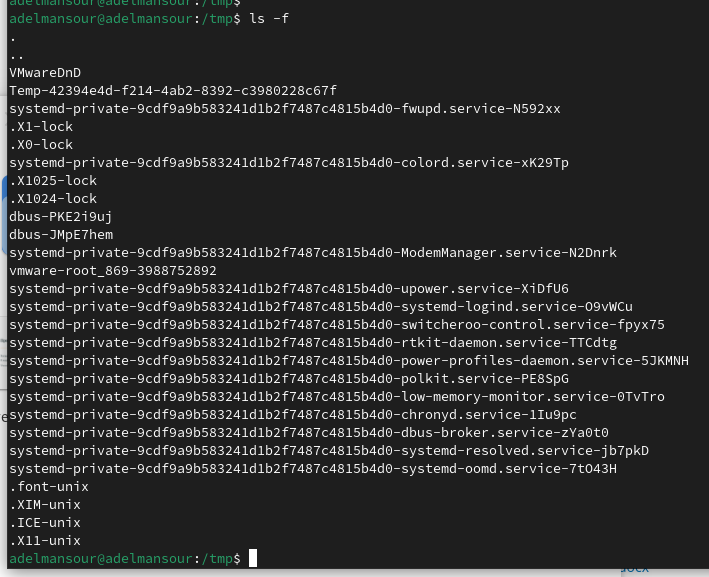 adelmansour@adelmansour:/tmp$
adelmansour@adelmansour:/tmp$ ls -f
.
..
VMwareDnD
Temp-42394e4d-f214-4ab2-8392-c3980228c67f
systemd-private-9cdf9a9b583241d1b2f7487c4815b4d0-fwupd.service-N592xx
.X1-lock
.X0-lock
systemd-private-9cdf9a9b583241d1b2f7487c4815b4d0-colord.service-xK29Tp
.X1025-lock
.X1024-lock
dbus-PKE2i9uj
dbus-JMpE7hem
systemd-private-9cdf9a9b583241d1b2f7487c4815b4d0-ModemManager.service-N2Dnrk
vmware-root_869-3988752892
systemd-private-9cdf9a9b583241d1b2f7487c4815b4d0-upower.service-XiDfU6
systemd-private-9cdf9a9b583241d1b2f7487c4815b4d0-systemd-logind.service-O9vWCu
systemd-private-9cdf9a9b583241d1b2f7487c4815b4d0-switcheroo-control.service-fpyx75
systemd-private-9cdf9a9b583241d1b2f7487c4815b4d0-rtkit-daemon.service-TTCdtg
systemd-private-9cdf9a9b583241d1b2f7487c4815b4d0-power-profiles-daemon.service-5JKMNH
systemd-private-9cdf9a9b583241d1b2f7487c4815b4d0-polkit.service-PE8SpG
systemd-private-9cdf9a9b583241d1b2f7487c4815b4d0-low-memory-monitor.service-0TvTro
systemd-private-9cdf9a9b583241d1b2f7487c4815b4d0-chronyd.service-1Iu9pc
systemd-private-9cdf9a9b583241d1b2f7487c4815b4d0-dbus-broker.service-zYa0t0
systemd-private-9cdf9a9b583241d1b2f7487c4815b4d0-systemd-resolved.service-jb7pkD
systemd-private-9cdf9a9b583241d1b2f7487c4815b4d0-systemd-oomd.service-7tO43H
.font-unix
.XIM-unix
.ICE-unix
.X11-unix
adelmansour@adelmansour:/tmp$